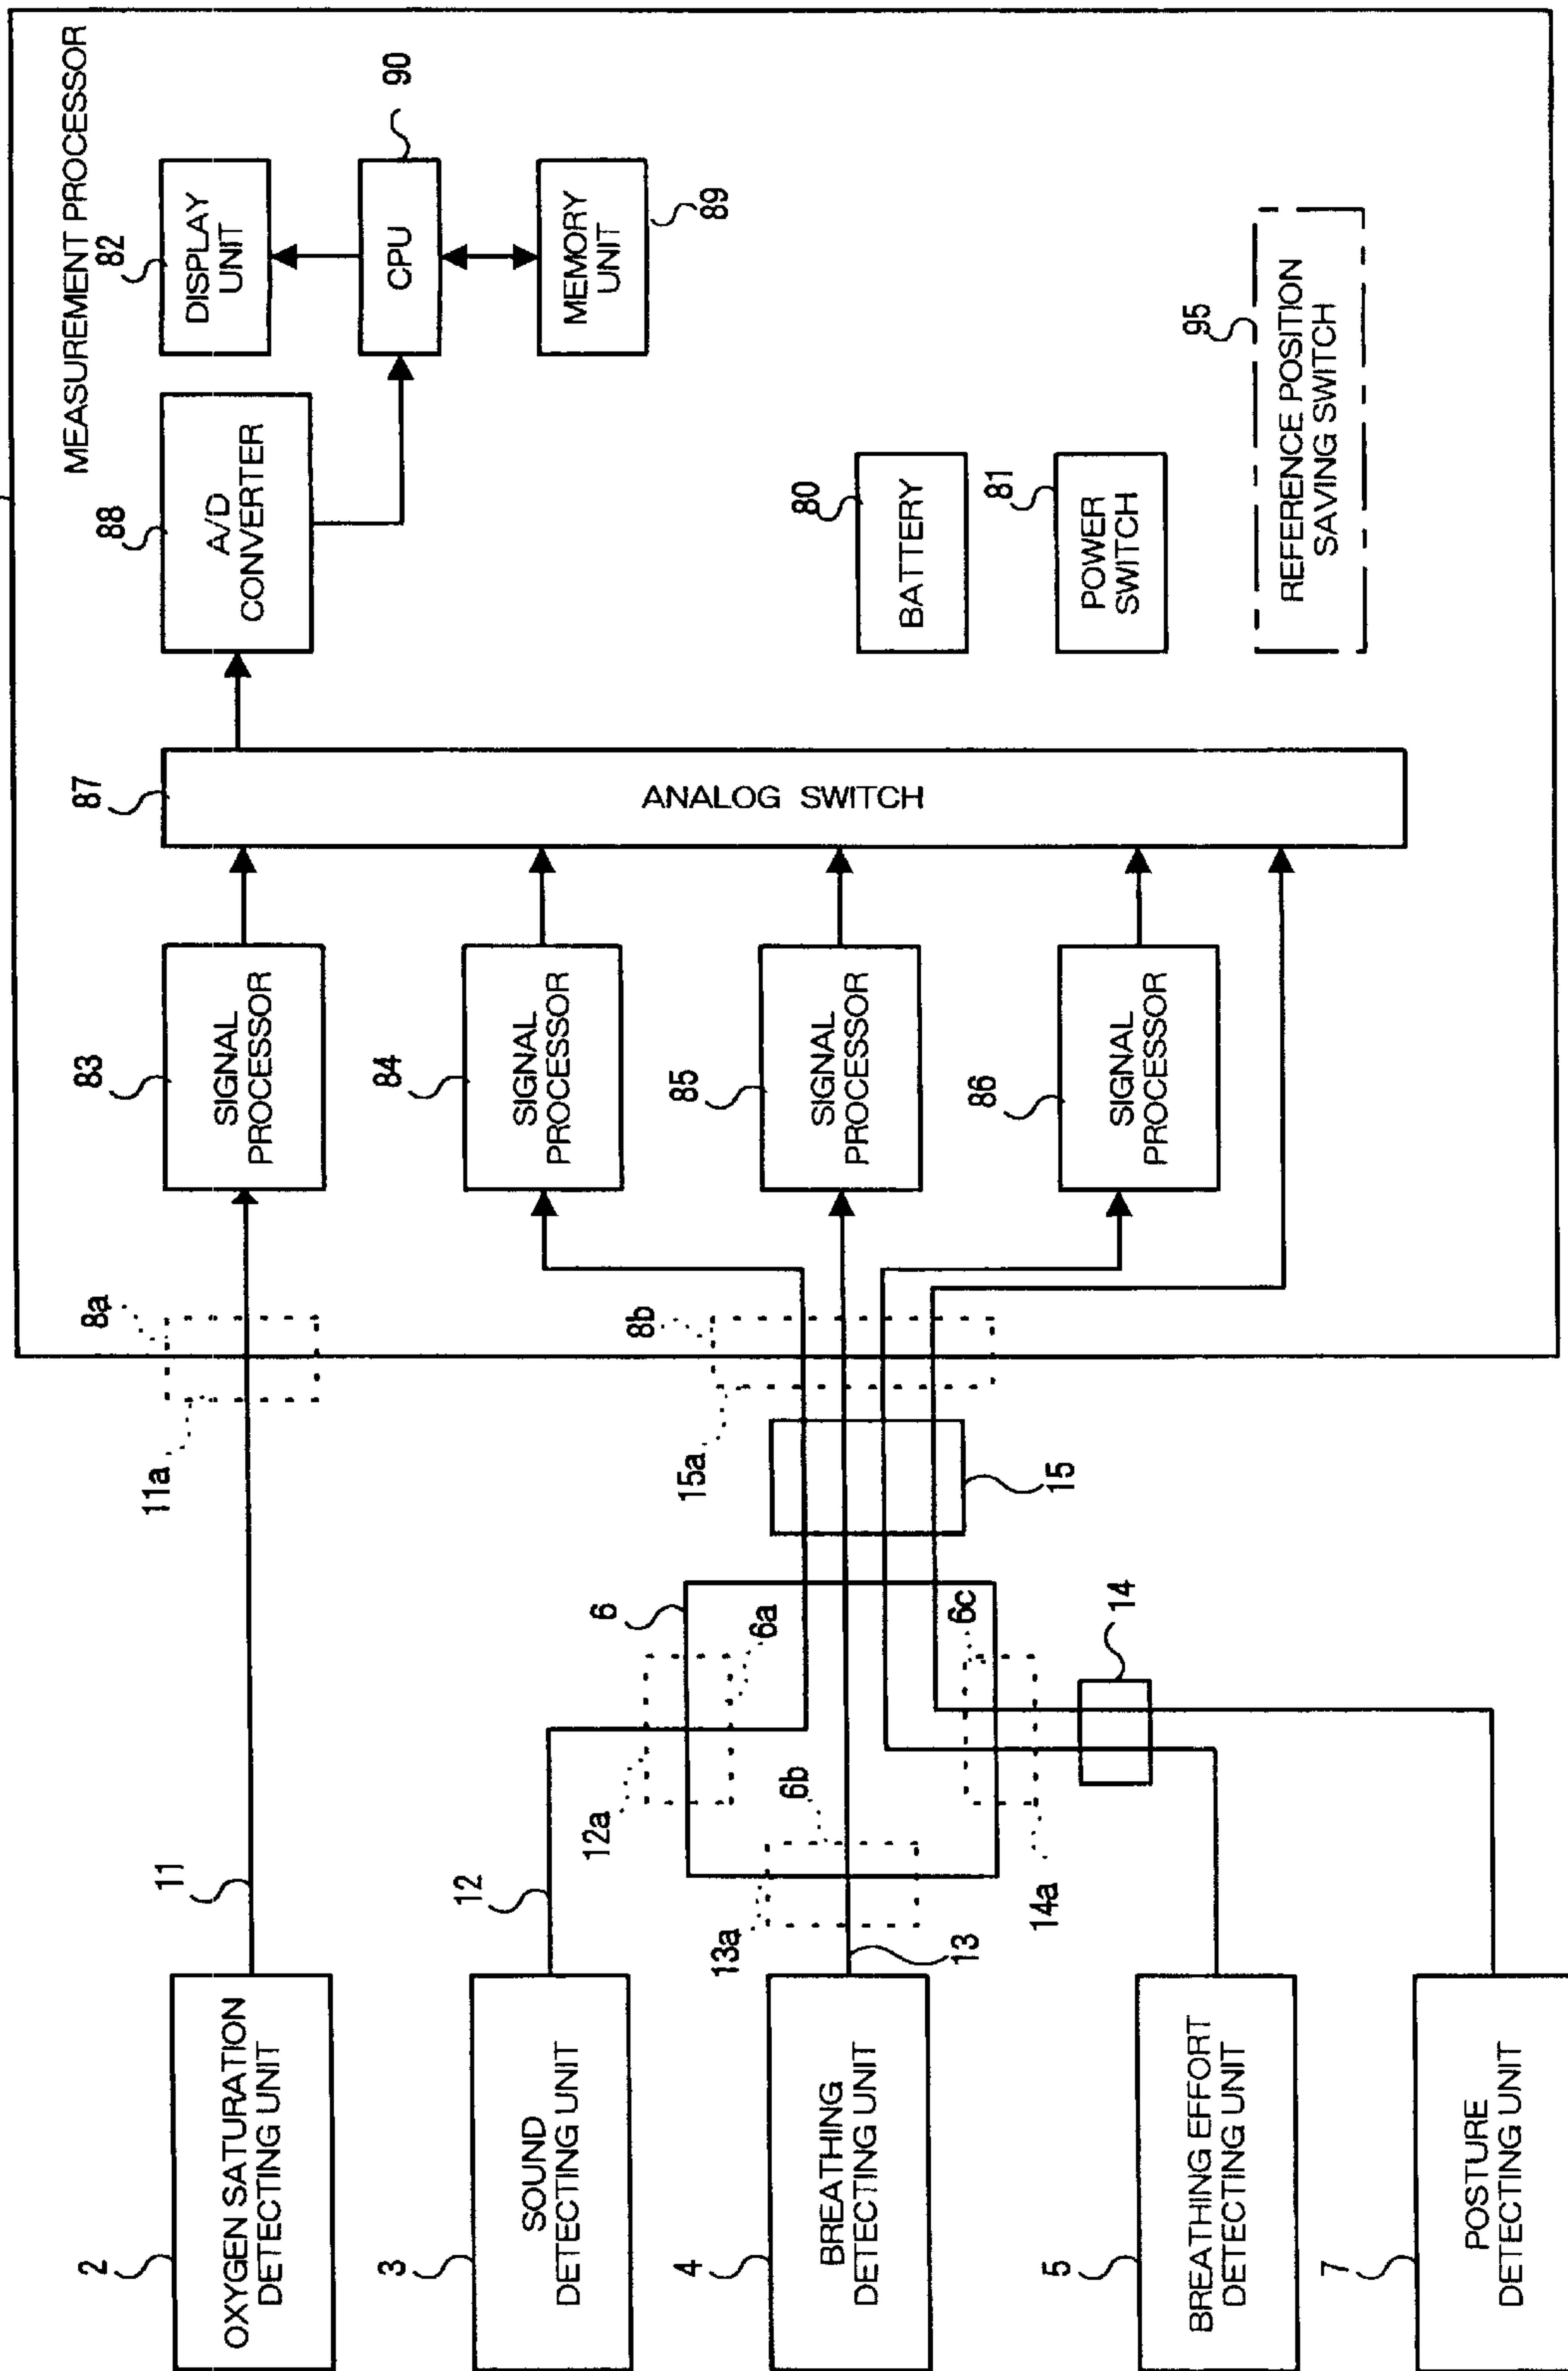 MEASUREMENT PROCESSOR
2
OXYGEN SATURATION
DETECTING UNIT
11
11a
8a
83
SIGNAL
PROCESSOR
87
ANALOG SWITCH
88
A/D
CONVERTER
82
DISPLAY
UNIT
90
CPU
89
MEMORY
UNIT
3
SOUND
DETECTING UNIT
12
12a
6
6a
84
SIGNAL
PROCESSOR
4
BREATHING
DETECTING UNIT
13
13a
6b
15a
8b
15
85
SIGNAL
PROCESSOR
80
BATTERY
5
BREATHING EFFORT
DETECTING UNIT
14a
6c
14
86
SIGNAL
PROCESSOR
81
POWER
SWITCH
7
POSTURE
DETECTING UNIT
95
REFERENCE POSITION
SAVING SWITCH